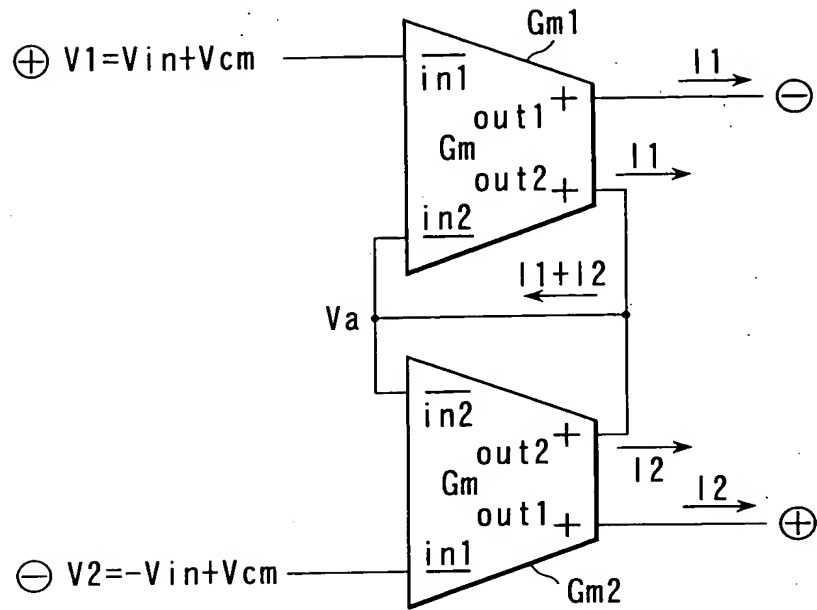 Gm1
⊕ V1=Vin+Vcm
in1
I1
⊖
out1 +
Gm
I1
out2 +
in2
I1+I2
Va
in2
out2 +
I2
Gm
I2
out1 +
⊕
⊖ V2=-Vin+Vcm
in1
Gm2